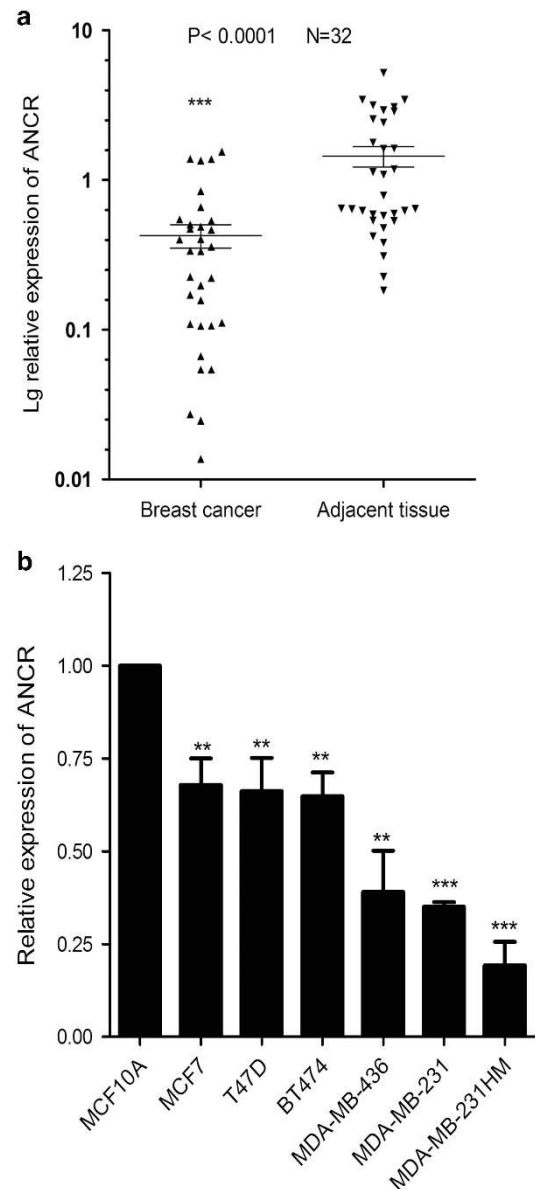 a
P< 0.0001 N=32
***
Lg relative expression of ANCR
10
1
0.1
0.01
Breast cancer Adjacent tissue
b
Relative expression of ANCR
1.25
1.00
0.75
0.50
0.25
0.00
** ** ** ** *** ***
MCF10A MCF7 T47D BT474 MDA-MB-436 MDA-MB-231 MDA-MB-231HM